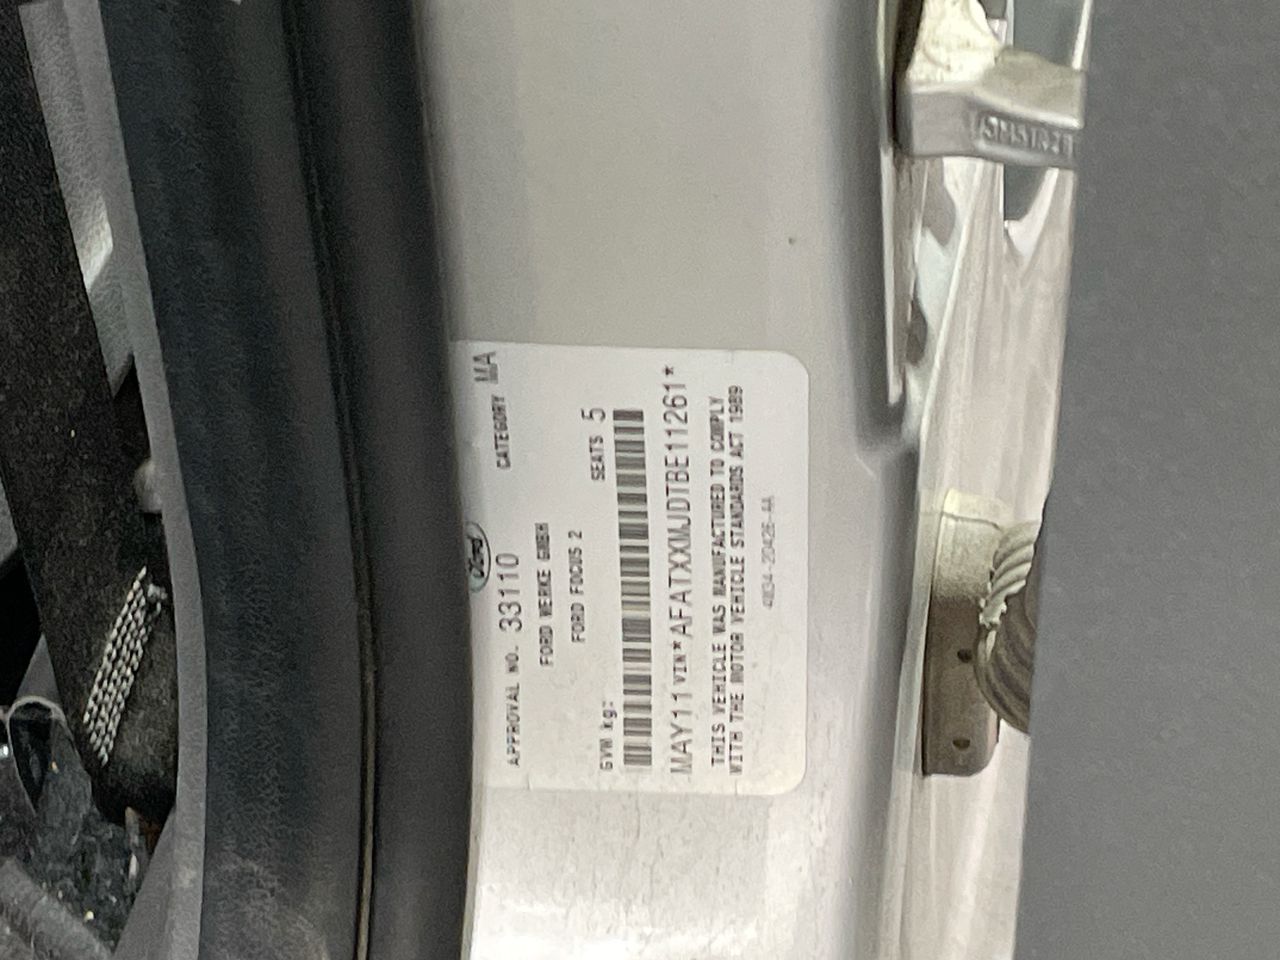 Ford
APPROVAL NO. 33110 CATEGORY MA
FORD WERKE GMBH
FORD FOCUS 2
GVM kg: SEATS 5
MAY11 VIN*AFATXXMJDTBE11261*
THIS VEHICLE WAS MANUFACTURED TO COMPLY
WITH THE MOTOR VEHICLE STANDARDS ACT 1989